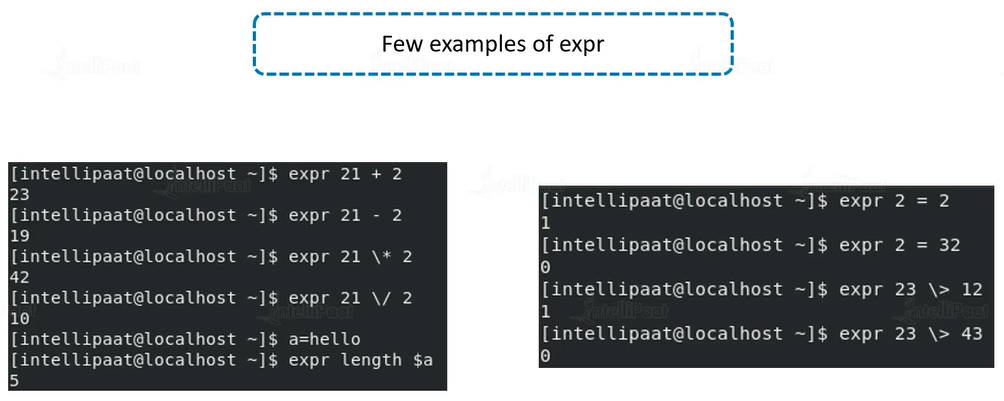 Few examples of expr
[intellipaat@localhost ~]$ expr 21 + 2
23
[intellipaat@localhost ~]$ expr 21 - 2
19
[intellipaat@localhost ~]$ expr 21 \* 2
42
[intellipaat@localhost ~]$ expr 21 \/ 2
10
[intellipaat@localhost ~]$ a=hello
[intellipaat@localhost ~]$ expr length $a
5
[intellipaat@localhost ~]$ expr 2 = 2
1
[intellipaat@localhost ~]$ expr 2 = 32
0
[intellipaat@localhost ~]$ expr 23 \> 12
1
[intellipaat@localhost ~]$ expr 23 \> 43
0